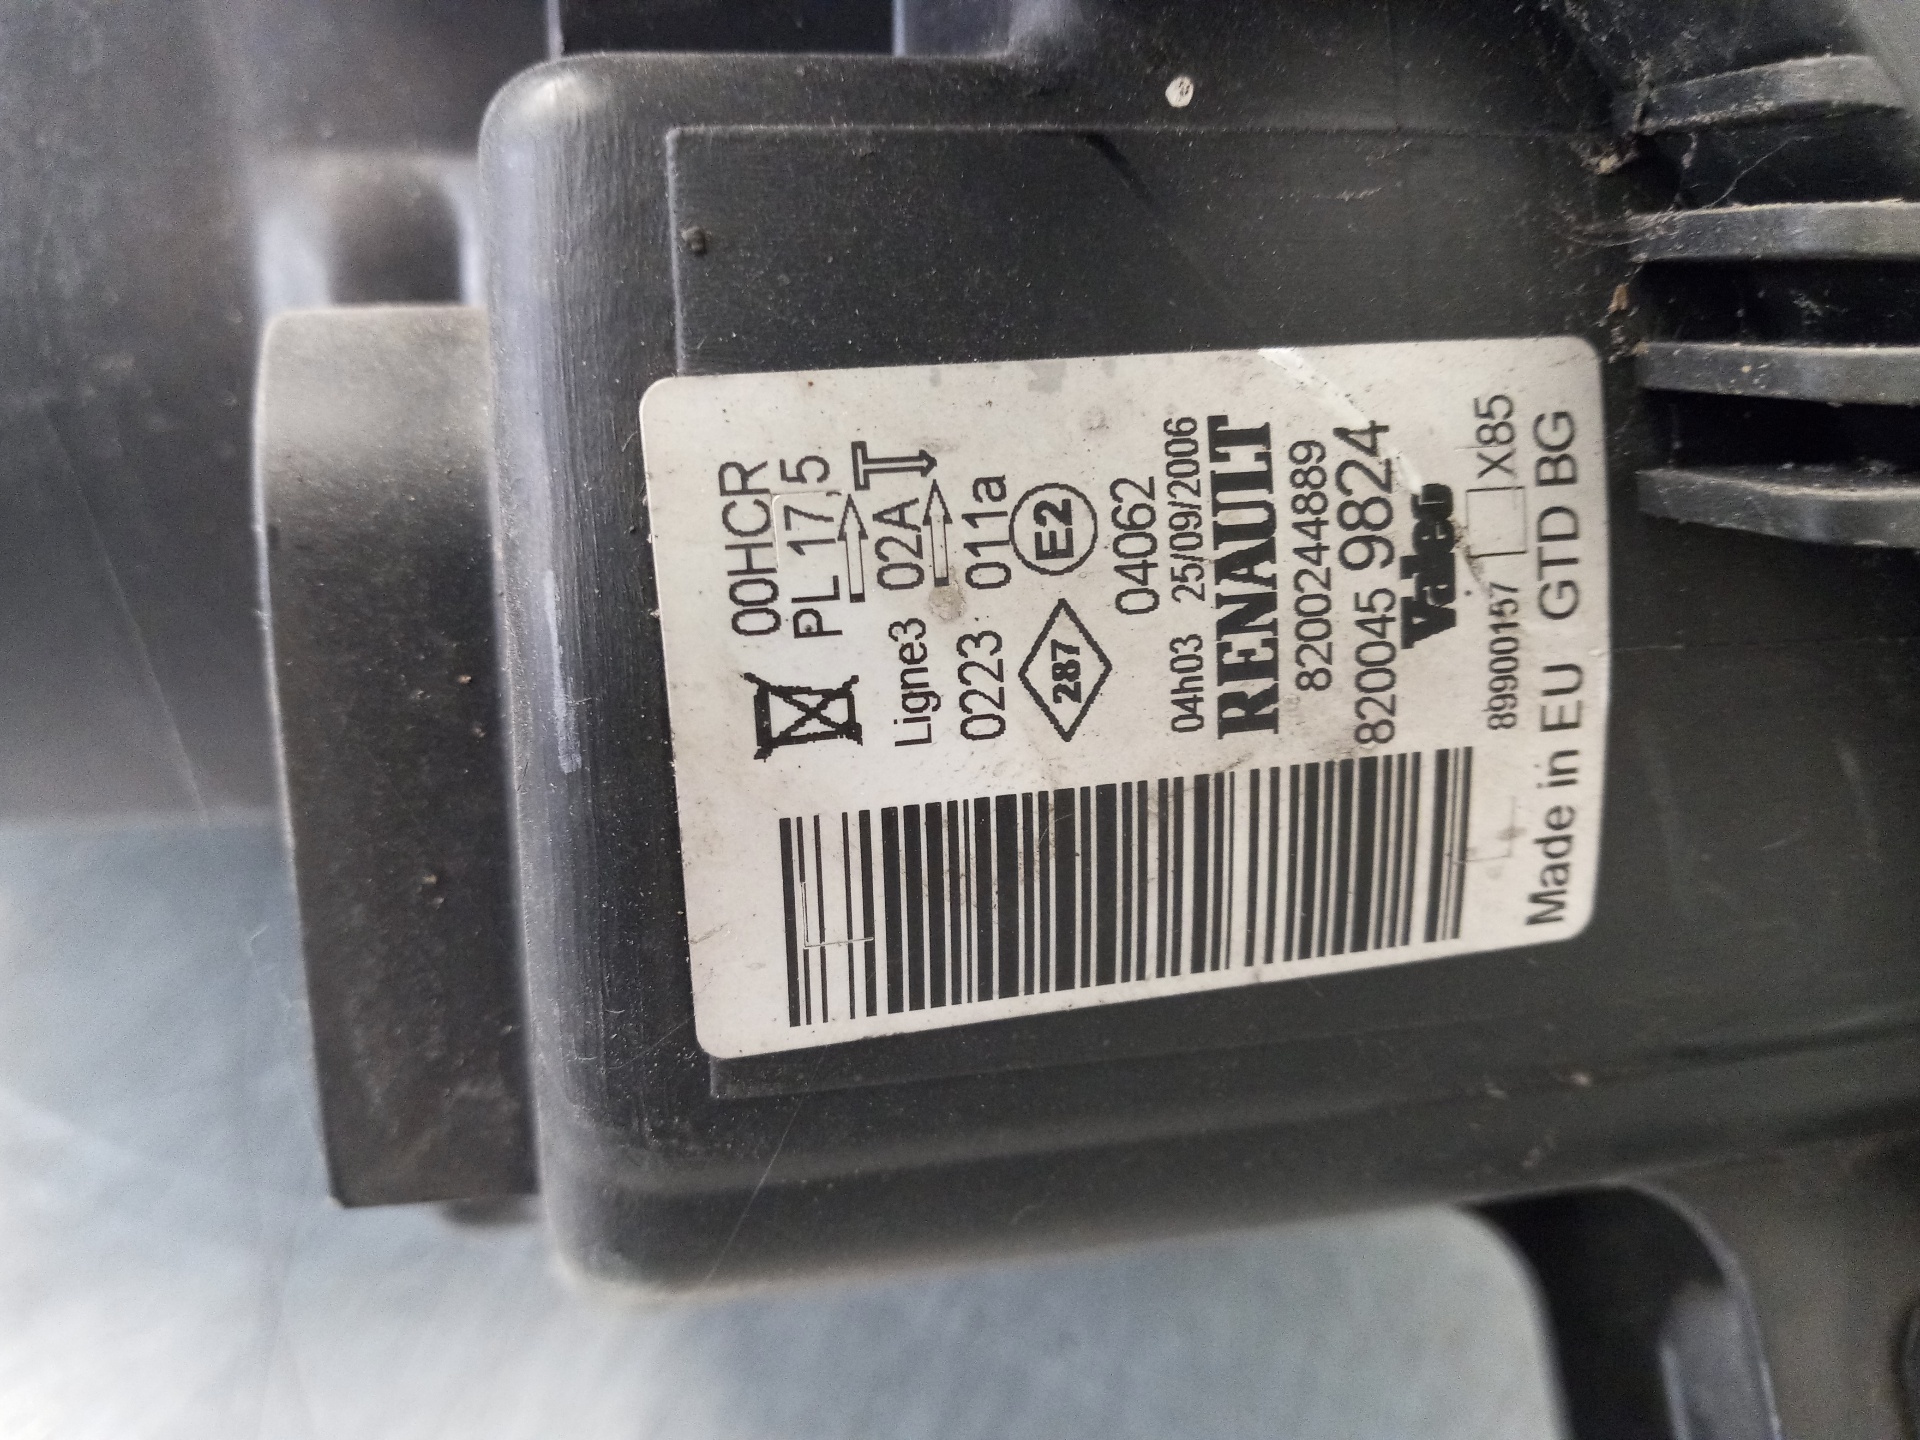 00HCR
PL 17,5
Ligne3 02A
0223 011a
287 E2
04062
04h03 25/09/2006
RENAULT
8200244889
820045 9824
Valeo
89900157 X85
Made in EU GTD BG